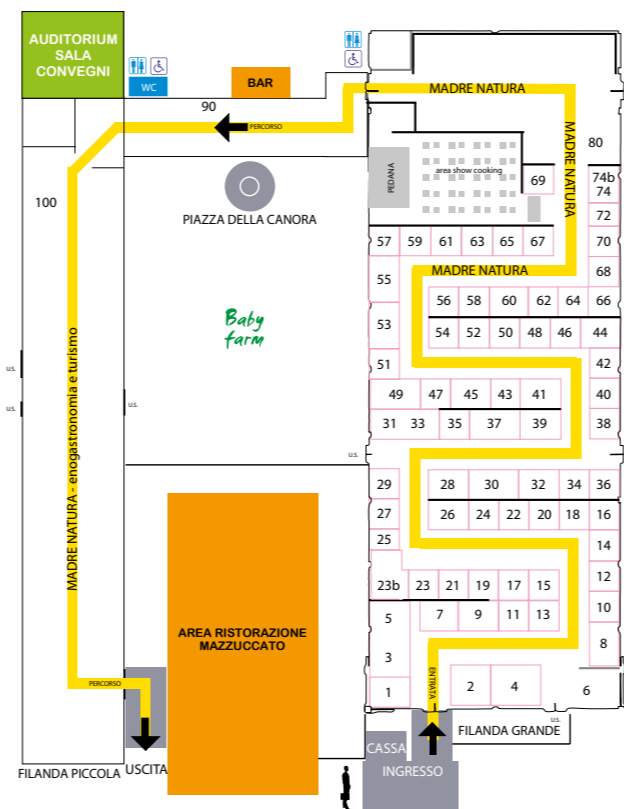 AUDITORIUM
SALA
CONVEGNI
WC
BAR
90
PERCORSO
100
PIAZZA DELLA CANORA
Baby
farm
MADRE NATURA - enogastronomia e turismo
u.s.
u.s.
u.s.
u.s.
AREA RISTORAZIONE
MAZZUCCATO
PERCORSO
FILANDA PICCOLA
USCITA
MADRE NATURA
MADRE NATURA
80
PEDANA
area show cooking
69
74b
74
72
57 59 61 63 65 67 70
MADRE NATURA
68
55
56 58 60 62 64 66
53
54 52 50 48 46 44
51
42
49 47 45 43 41 40
31 33 35 37 39 38
29 28 30 32 34 36
27 26 24 22 20 18 16
25
14
23b 23 21 19 17 15 12
5 7 9 11 13 10
8
3
ENTRATA
1 2 4 6
u.s.
FILANDA GRANDE
CASSA
INGRESSO